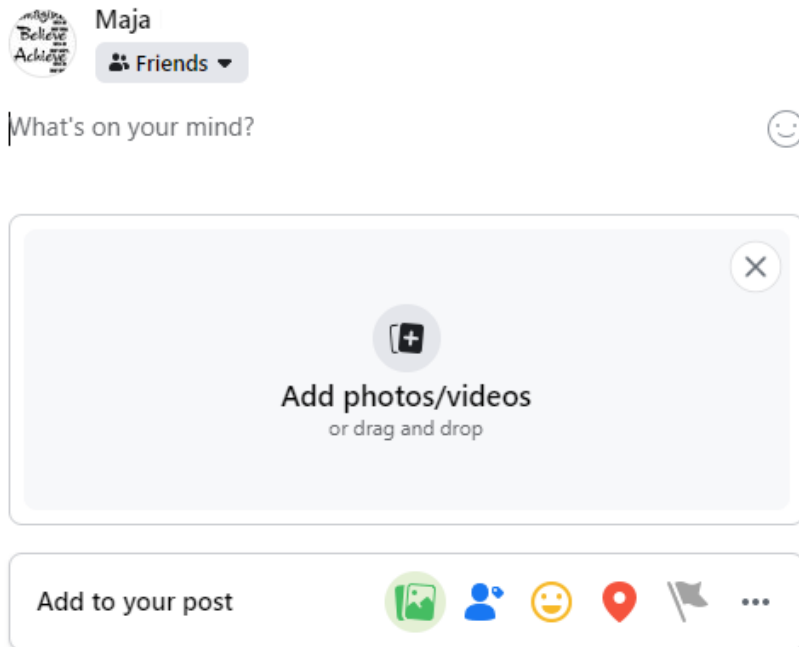 Imagine
Believe
Achieve
Maja
Friends
What's on your mind?
Add photos/videos
or drag and drop
Add to your post